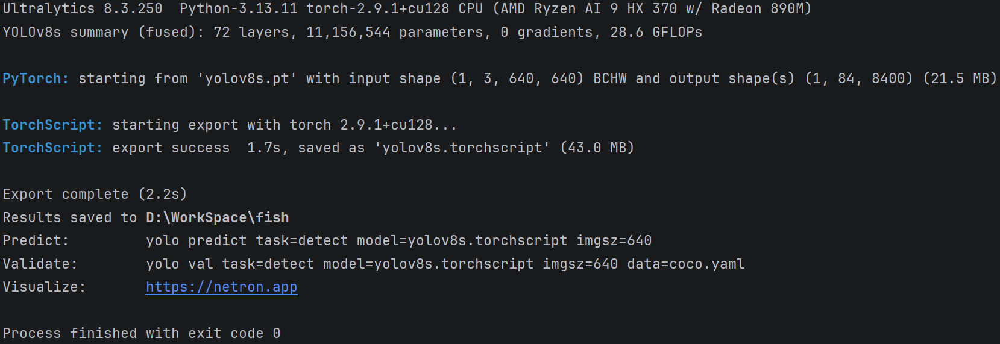 Ultralytics 8.3.250  Python-3.13.11 torch-2.9.1+cu128 CPU (AMD Ryzen AI 9 HX 370 w/ Radeon 890M)
YOLOv8s summary (fused): 72 layers, 11,156,544 parameters, 0 gradients, 28.6 GFLOPs
PyTorch: starting from 'yolov8s.pt' with input shape (1, 3, 640, 640) BCHW and output shape(s) (1, 84, 8400) (21.5 MB)
TorchScript: starting export with torch 2.9.1+cu128...
TorchScript: export success  1.7s, saved as 'yolov8s.torchscript' (43.0 MB)
Export complete (2.2s)
Results saved to D:\WorkSpace\fish
Predict:         yolo predict task=detect model=yolov8s.torchscript imgsz=640
Validate:        yolo val task=detect model=yolov8s.torchscript imgsz=640 data=coco.yaml
Visualize:       https://netron.app
Process finished with exit code 0